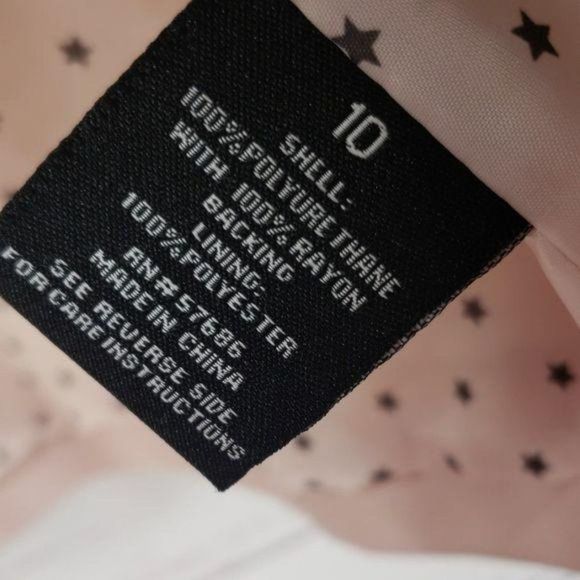 10
SHELL:
100%POLYURETHANE
WITH 100%RAYON
BACKING
LINING:
100%POLYESTER
RN#57686
MADE IN CHINA
SEE REVERSE SIDE
FOR CARE INSTRUCTIONS